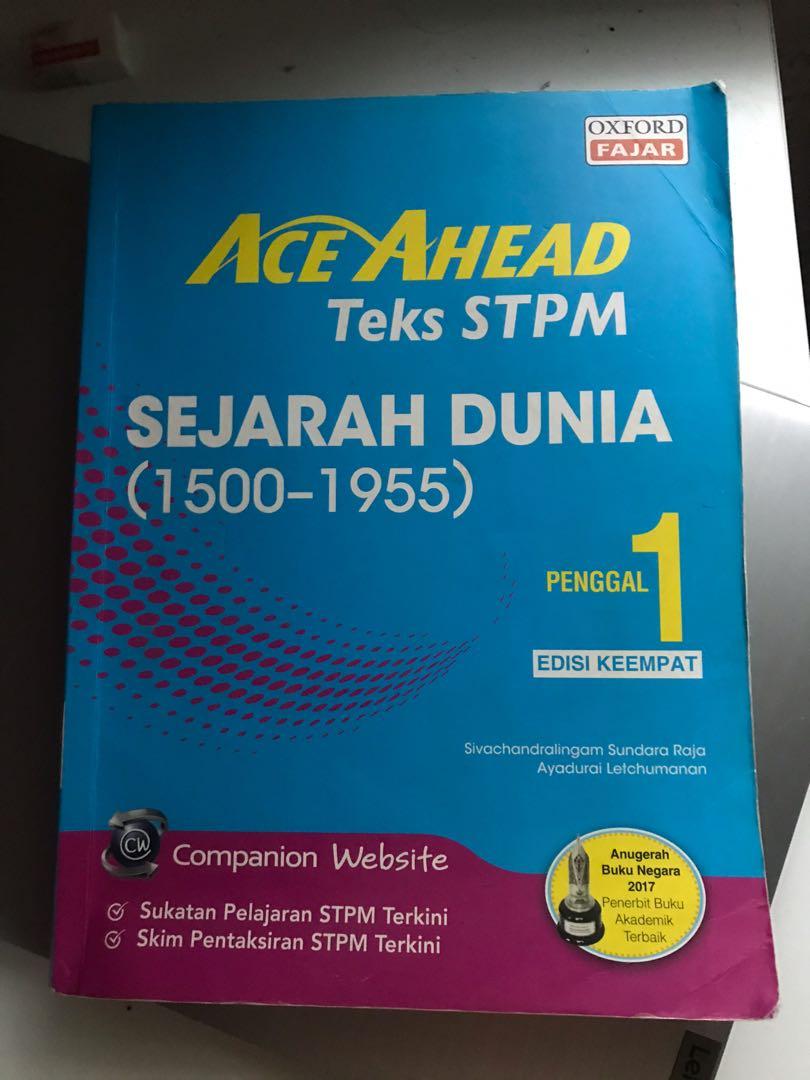 OXFORD
FAJAR
ACE AHEAD
Teks STPM
SEJARAH DUNIA
(1500–1955)
PENGGAL 1
EDISI KEEMPAT
Sivachandralingam Sundara Raja
Ayadurai Letchumanan
CW
Companion Website
Sukatan Pelajaran STPM Terkini
Skim Pentaksiran STPM Terkini
Anugerah
Buku Negara
2017
Penerbit Buku
Akademik
Terbaik